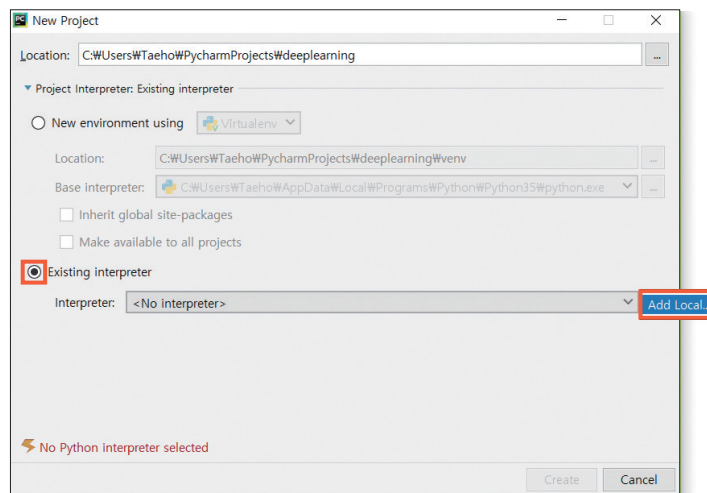 PC New Project
Location: C:₩Users₩Taeho₩PycharmProjects₩deeplearning ...
Project Interpreter: Existing interpreter
New environment using Virtualenv
Location: C:₩Users₩Taeho₩PycharmProjects₩deeplearning₩venv ...
Base interpreter: C:₩Users₩Taeho₩AppData₩Local₩Programs₩Python₩Python35₩python.exe ...
Inherit global site-packages
Make available to all projects
Existing interpreter
Interpreter: <No interpreter> Add Local..
No Python interpreter selected
Create Cancel